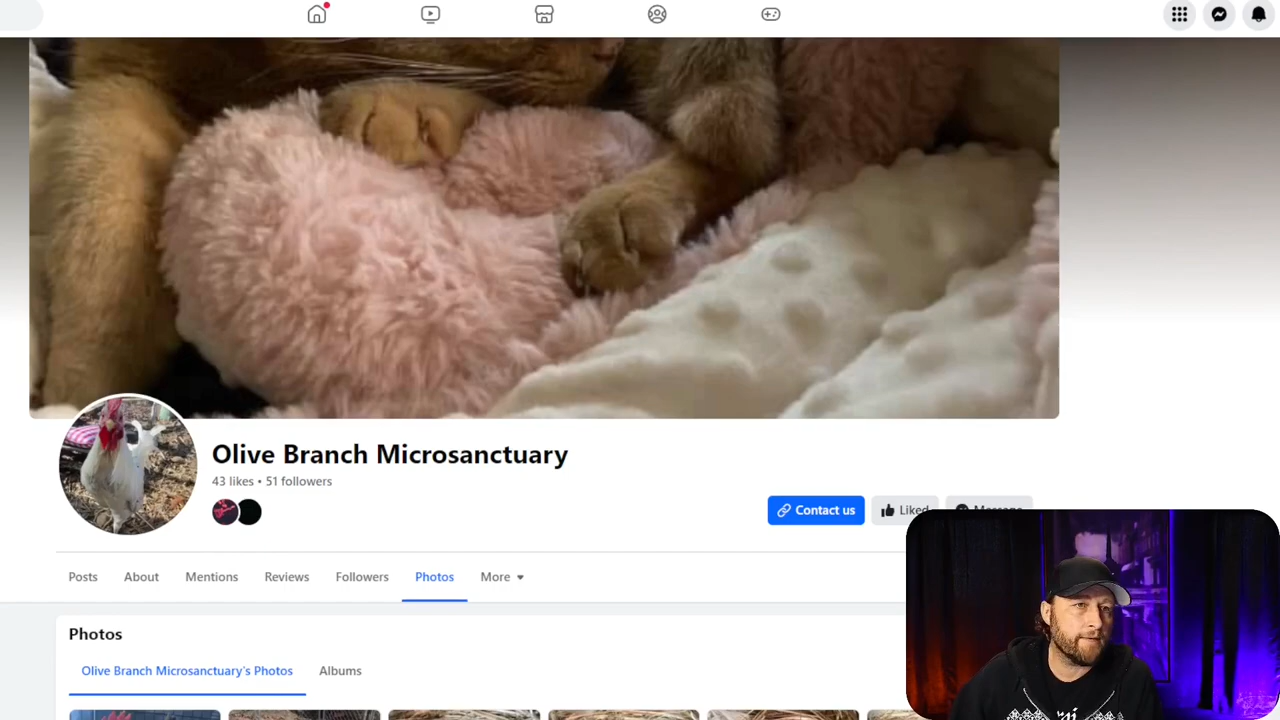 Olive Branch Microsanctuary
43 likes • 51 followers
Contact us
Liked
Message
Posts
About
Mentions
Reviews
Followers
Photos
More
Photos
Olive Branch Microsanctuary's Photos
Albums